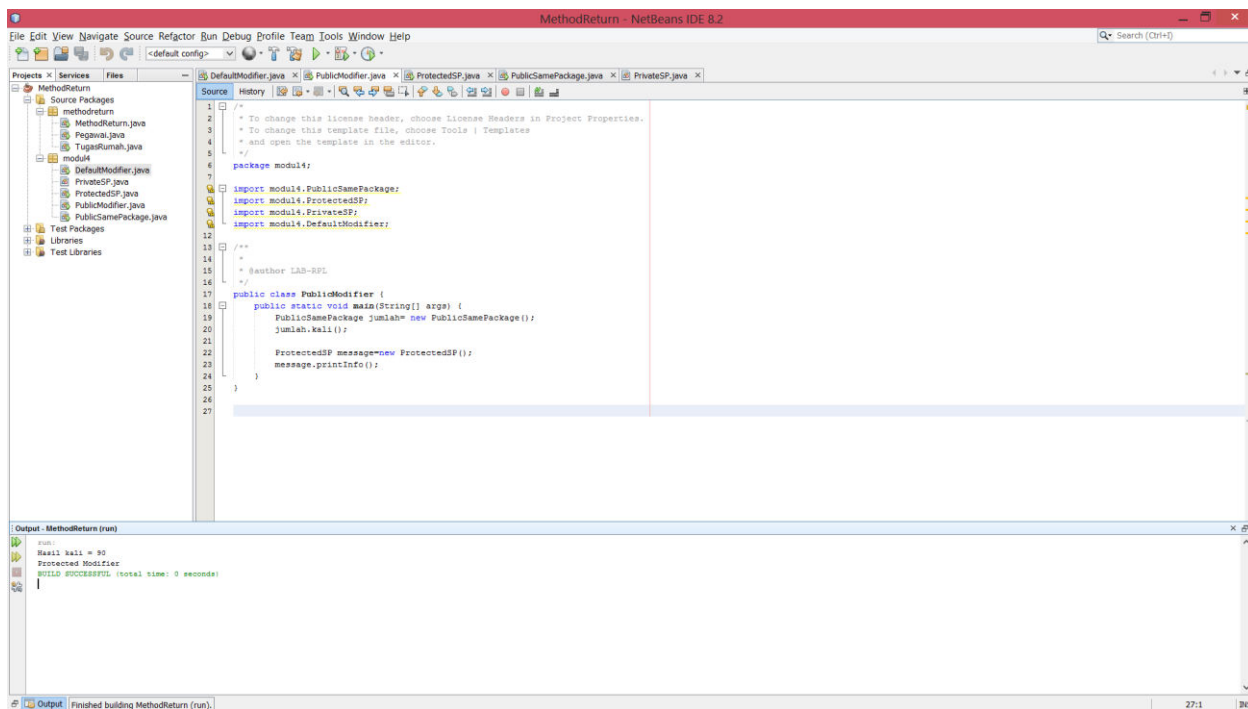 MethodReturn - NetBeans IDE 8.2
File Edit View Navigate Source Refactor Run Debug Profile Team Tools Window Help
Search (Ctrl+I)
<default config>
Projects Services Files
DefaultModifier.java PublicModifier.java ProtectedSP.java PublicSamePackage.java PrivateSP.java
MethodReturn
Source Packages
methodreturn
MethodReturn.java
Pegawai.java
TugasRumah.java
modul4
DefaultModifier.java
PrivateSP.java
ProtectedSP.java
PublicModifier.java
PublicSamePackage.java
Test Packages
Libraries
Test Libraries
Source History
1 /*
2 * To change this license header, choose License Headers in Project Properties.
3 * To change this template file, choose Tools | Templates
4 * and open the template in the editor.
5 */
6 package modul4;
7
import modul4.PublicSamePackage;
import modul4.ProtectedSP;
import modul4.PrivateSP;
import modul4.DefaultModifier;
12
13 /**
14 *
15 * @author LAB-RPL
16 */
17 public class PublicModifier {
18 public static void main(String[] args) {
19 PublicSamePackage jumlah= new PublicSamePackage();
20 jumlah.kali();
21
22 ProtectedSP message=new ProtectedSP();
23 message.printInfo();
24 }
25 }
26
27
Output - MethodReturn (run)
run:
Hasil kali = 90
Protected Modifier
BUILD SUCCESSFUL (total time: 0 seconds)
Output Finished building MethodReturn (run).
27:1